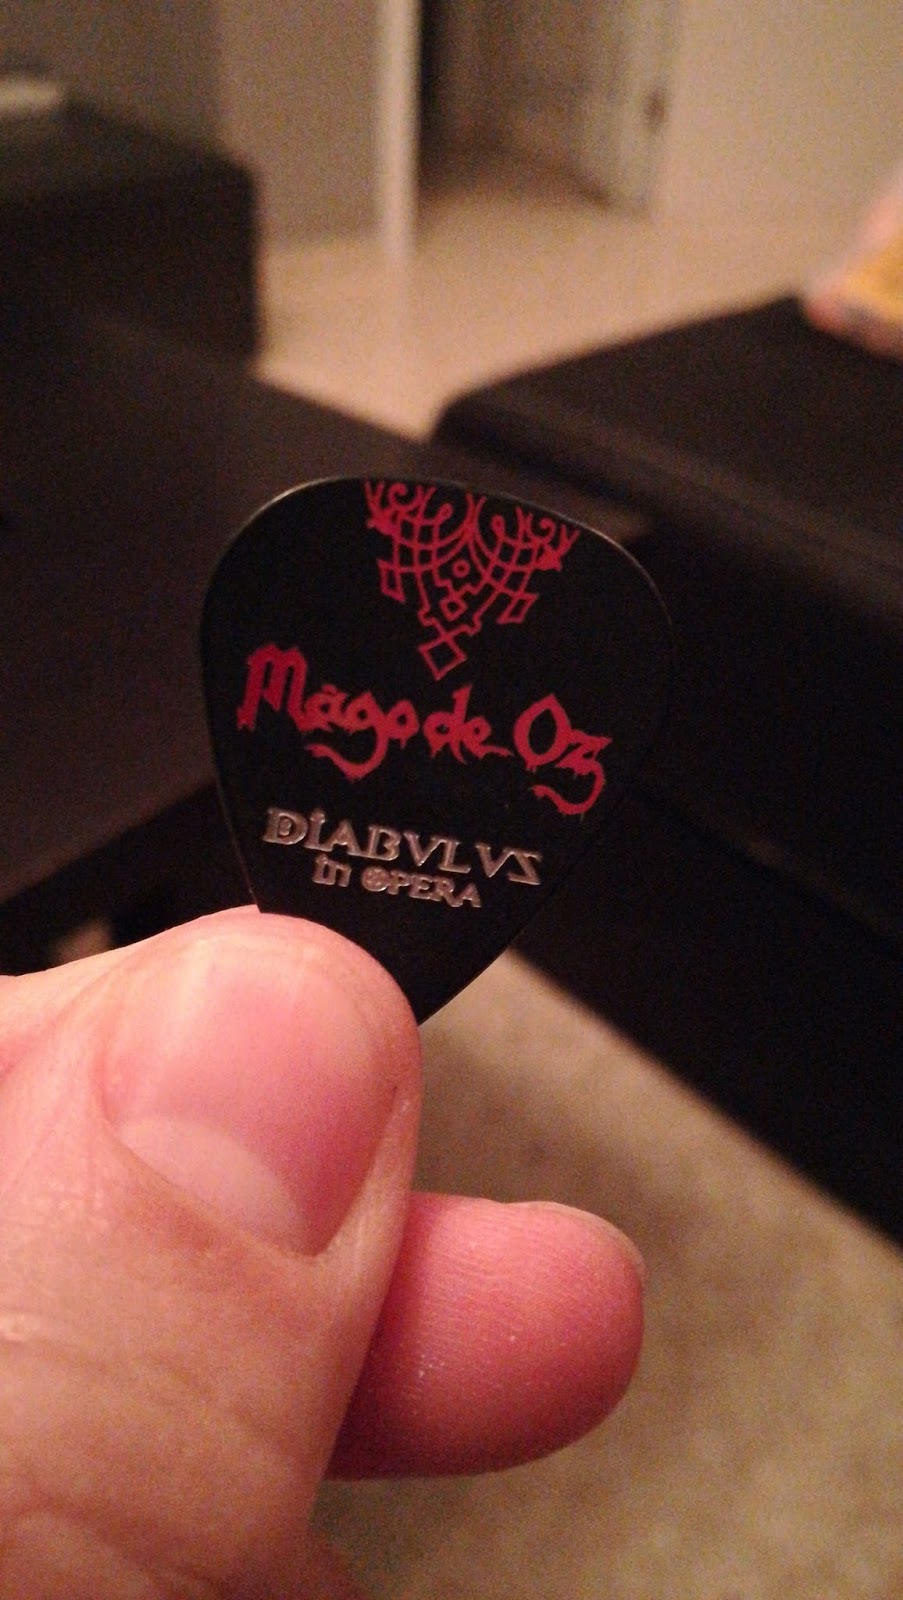 Mägo de Oz
DIABVLVS
in OPERA